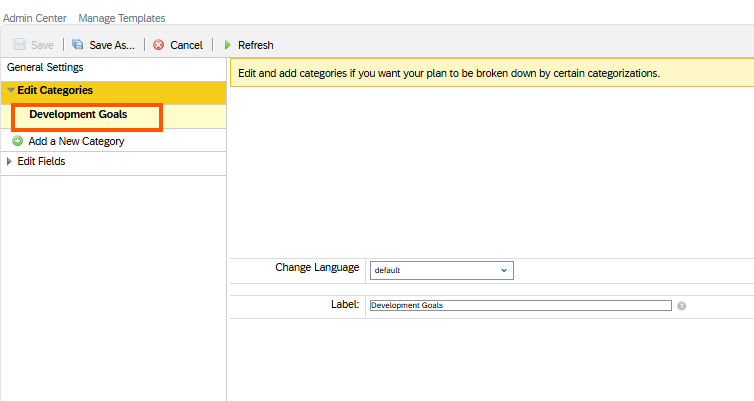 Admin Center Manage Templates
Save Save As... Cancel Refresh
General Settings
Edit Categories
Development Goals
Add a New Category
Edit Fields
Edit and add categories if you want your plan to be broken down by certain categorizations.
Change Language default
Label: Development Goals ?